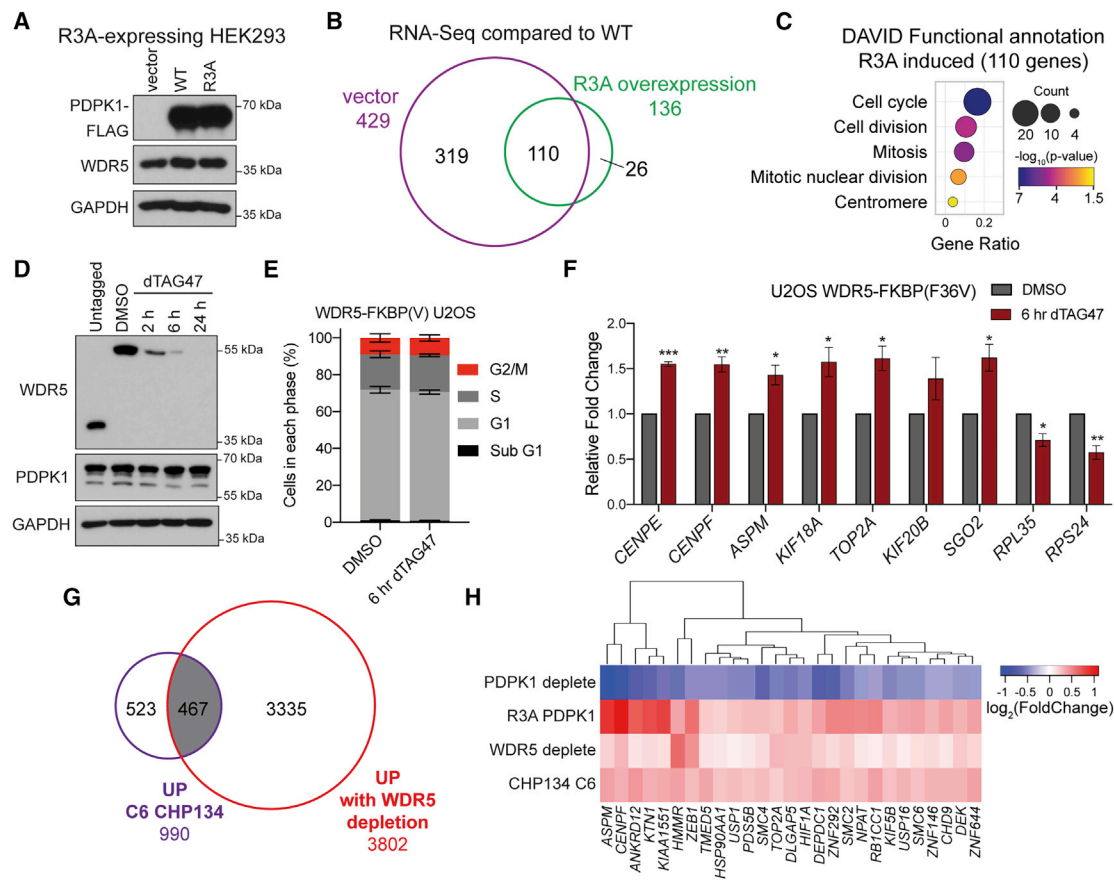 A
R3A-expressing HEK293
vector
WT
R3A
PDPK1-
FLAG
70 kDa
WDR5
35 kDa
GAPDH
35 kDa
B
RNA-Seq compared to WT
vector
429
R3A overexpression
136
319
110
26
C
DAVID Functional annotation
R3A induced (110 genes)
Cell cycle
Cell division
Mitosis
Mitotic nuclear division
Centromere
0
0.2
Gene Ratio
Count
20
10
4
-log10(p-value)
7
4
1.5
D
Untagged
DMSO
dTAG47
2 h
6 h
24 h
WDR5
55 kDa
35 kDa
PDPK1
70 kDa
55 kDa
GAPDH
35 kDa
E
WDR5-FKBP(V) U2OS
Cells in each phase (%)
100
80
60
40
20
0
DMSO
6 hr dTAG47
G2/M
S
G1
Sub G1
F
U2OS WDR5-FKBP(F36V)
DMSO
6 hr dTAG47
Relative Fold Change
2.0
1.5
1.0
0.5
0.0
***
**
*
*
*
*
*
**
CENPE
CENPF
ASPM
KIF18A
TOP2A
KIF20B
SGO2
RPL35
RPS24
G
523
467
3335
UP
C6 CHP134
990
UP
with WDR5
depletion
3802
H
PDPK1 deplete
R3A PDPK1
WDR5 deplete
CHP134 C6
-1
-0.5
0
0.5
1
log2(FoldChange)
ASPM
CENPF
ANKRD12
KTN1
KIAA1551
HMMR
ZEB1
TMED5
HSP90AA1
USP1
PDS5B
SMC4
TOP2A
DLGAP5
HIF1A
DEPDC1
ZNF292
SMC2
NPAT
RB1CC1
KIF5B
USP16
SMC6
ZNF146
CHD9
DEK
ZNF644